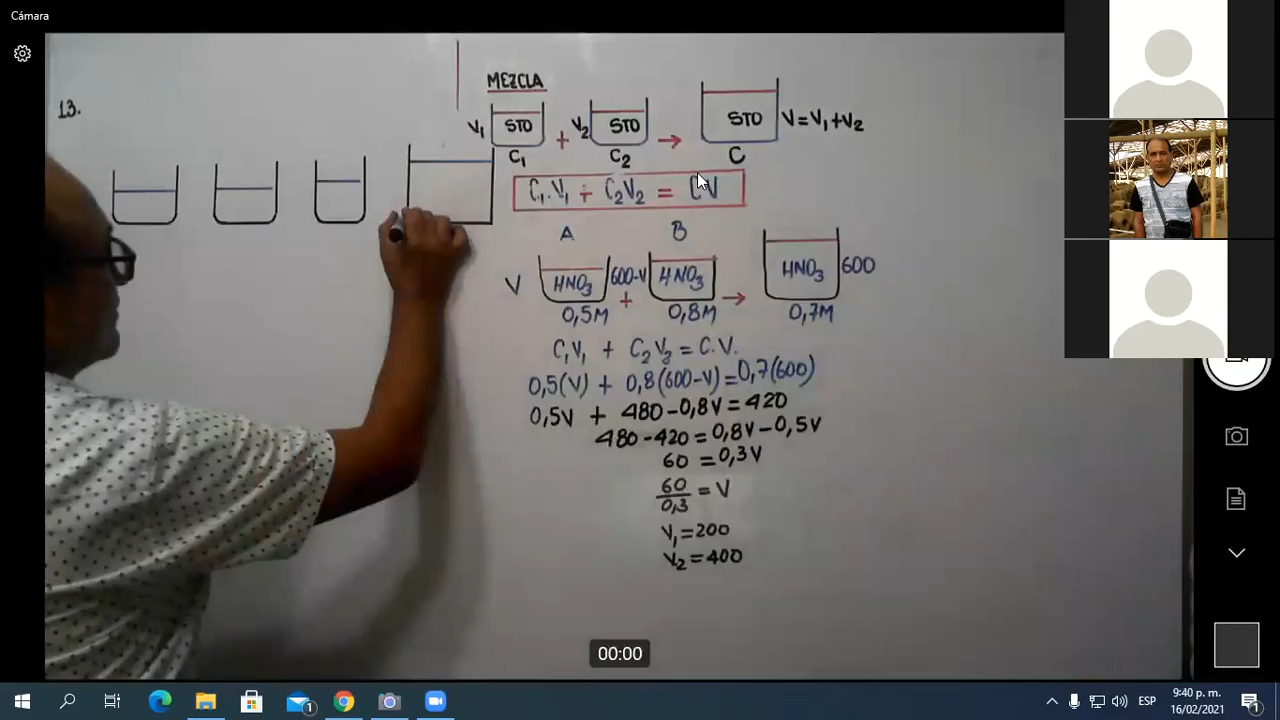 Cámara
13.
MEZCLA
V₁ STO + V₂ STO → STO V=V₁+V₂
C₁ C₂ C
C₁.V₁ + C₂V₂ = CV
A B
V HNO₃ + 600-V HNO₃ → HNO₃ 600
0,5M 0,8M 0,7M
C₁V₁ + C₂V₂ = C.V.
0,5(V) + 0,8(600-V)=0,7(600)
0,5V + 480-0,8V=420
480-420=0,8V-0,5V
60 =0,3V
60/0,3 = V
V₁=200
V₂=400
00:00
1
ESP
9:40 p. m.
16/02/2021
1